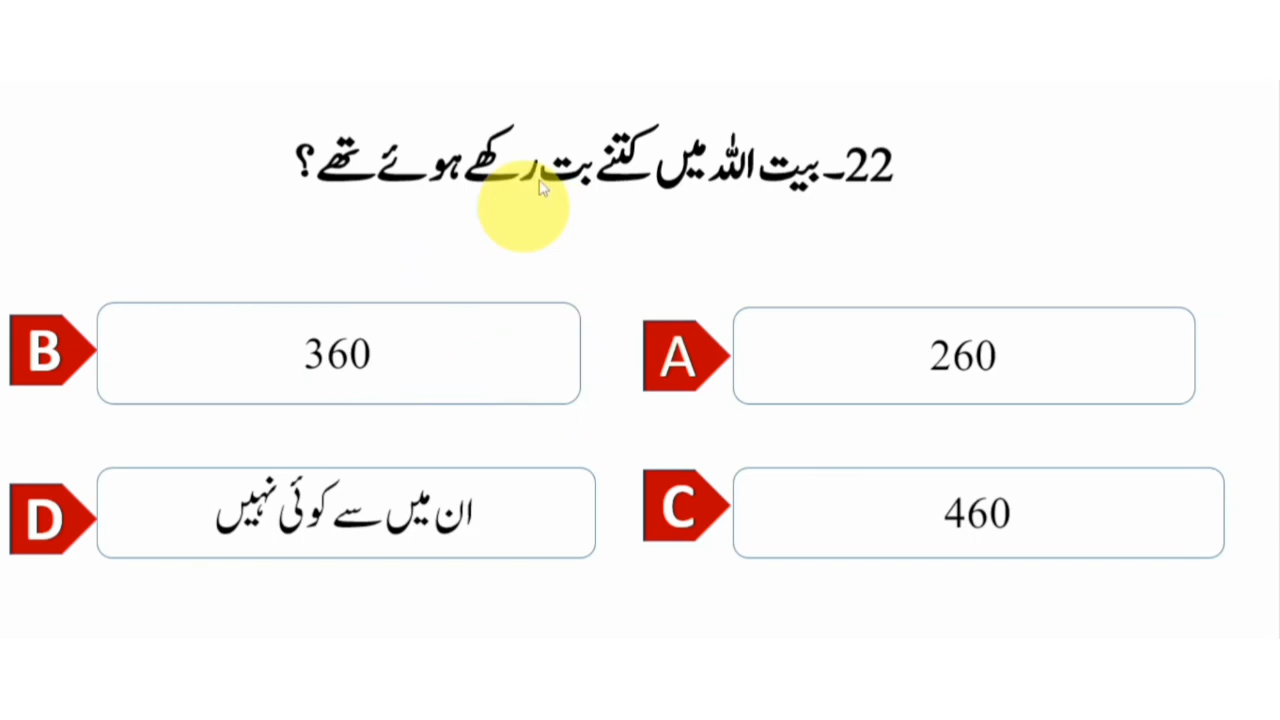 22۔ بیت اللہ میں کتنے بت رکھے ہوئے تھے؟
A 260
B 360
C 460
D ان میں سے کوئی نہیں